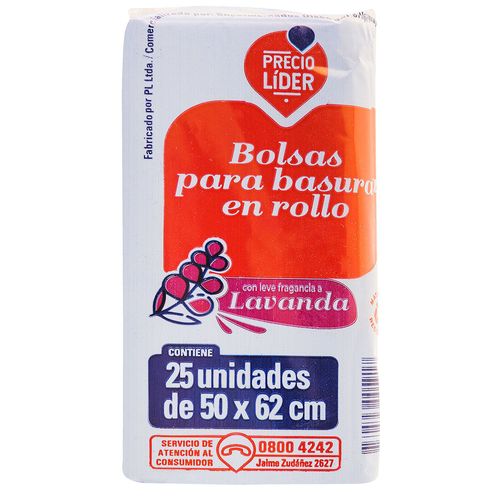 Fabricado por PL Ltda. / Comer
PRECIO
LÍDER
Bolsas
para basura
en rollo
con leve fragancia a
Lavanda
CONTIENE
25 unidades
de 50 x 62 cm
SERVICIO DE
ATENCIÓN AL
CONSUMIDOR
0800 4242
Jaime Zudáñez 2627